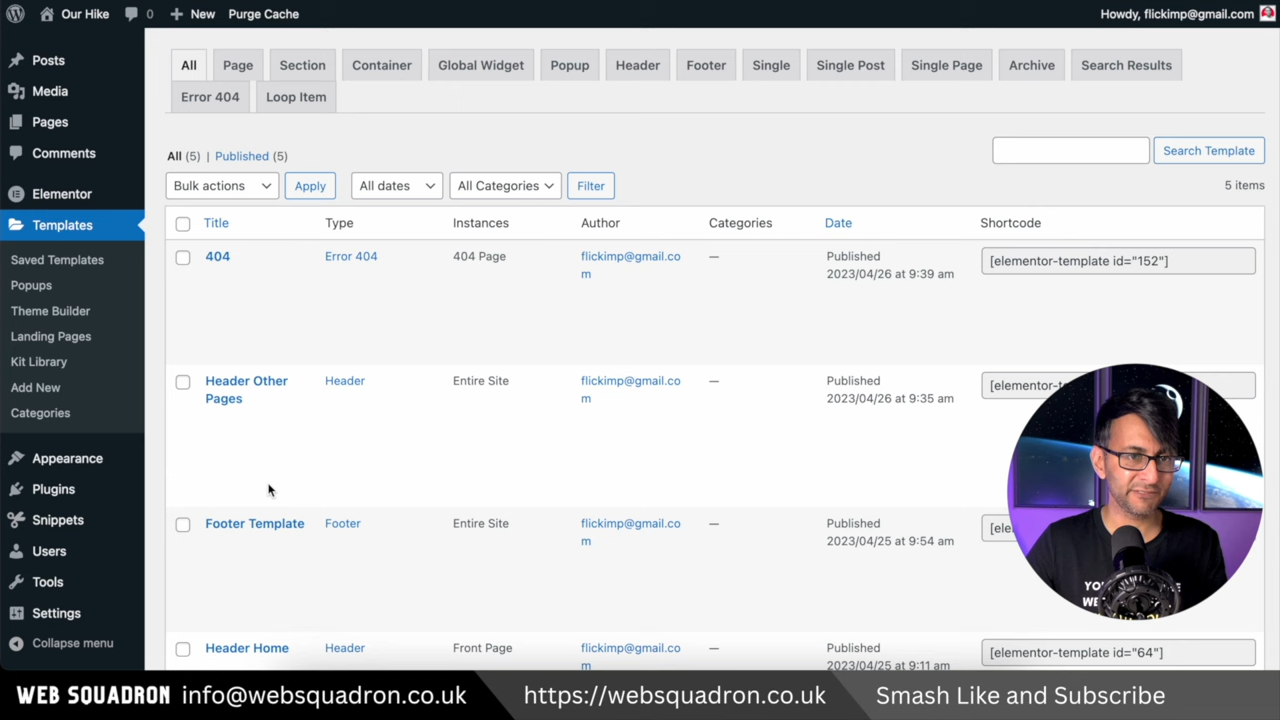 Our Hike 0 New Purge Cache Howdy, flickimp@gmail.com
Posts
Media
Pages
Comments
Elementor
Templates
Saved Templates
Popups
Theme Builder
Landing Pages
Kit Library
Add New
Categories
Appearance
Plugins
Snippets
Users
Tools
Settings
Collapse menu
All Page Section Container Global Widget Popup Header Footer Single Single Post Single Page Archive Search Results
Error 404 Loop Item
All (5) | Published (5)
Search Template
Bulk actions Apply All dates All Categories Filter 5 items
Title Type Instances Author Categories Date Shortcode
404 Error 404 404 Page flickimp@gmail.co — Published [elementor-template id="152"]
m 2023/04/26 at 9:39 am
Header Other Header Entire Site flickimp@gmail.co — Published [elementor-te
Pages m 2023/04/26 at 9:35 am
Footer Template Footer Entire Site flickimp@gmail.co — Published [ele
m 2023/04/25 at 9:54 am
Header Home Header Front Page flickimp@gmail.co — Published [elementor-template id="64"]
m 2023/04/25 at 9:11 am
WEB SQUADRON info@websquadron.co.uk https://websquadron.co.uk Smash Like and Subscribe